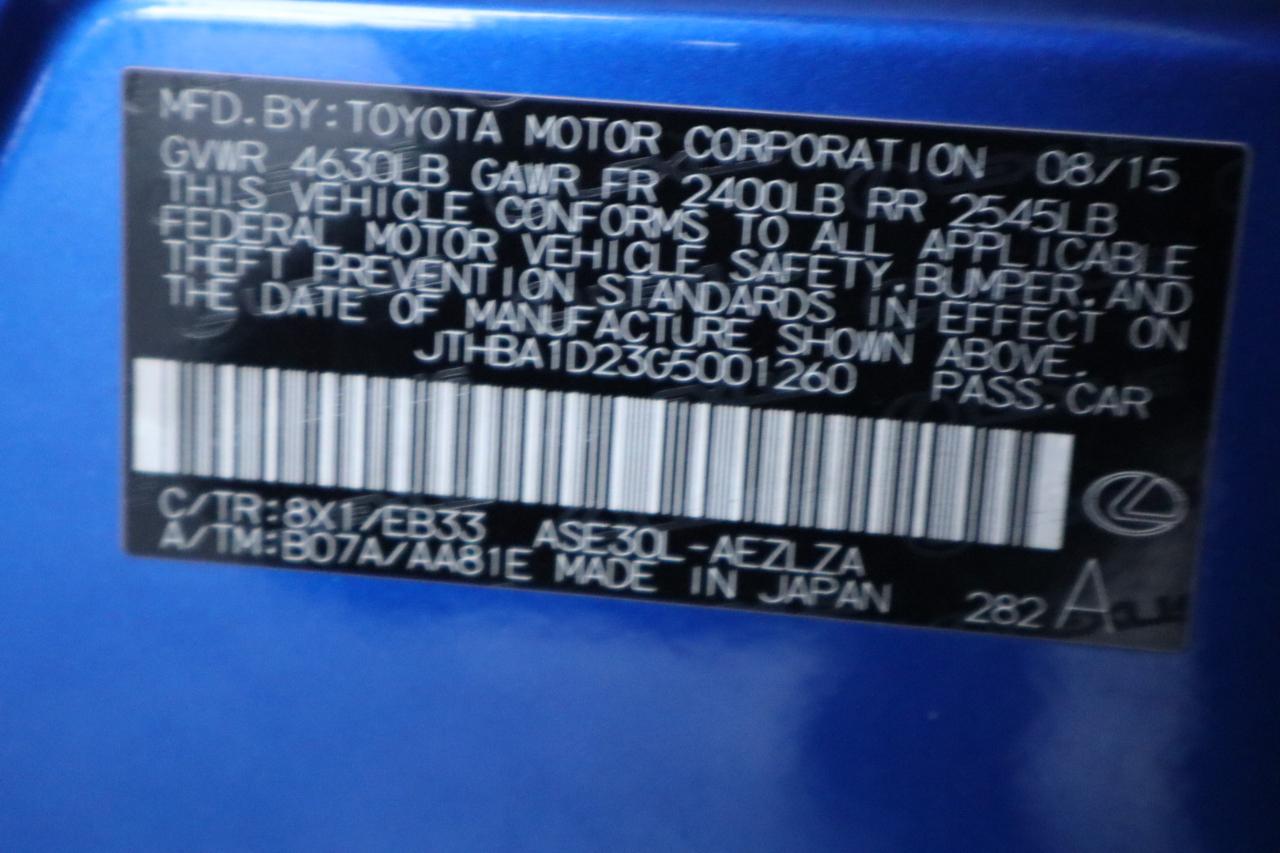 MFD.BY:TOYOTA MOTOR CORPORATION 08/15
GVWR 4630LB GAWR FR 2400LB RR 2545LB
THIS VEHICLE CONFORMS TO ALL APPLICABLE
FEDERAL MOTOR VEHICLE SAFETY,BUMPER,AND
THEFT PREVENTION STANDARDS IN EFFECT ON
THE DATE OF MANUFACTURE SHOWN ABOVE.
JTHBA1D23G5001260 PASS.CAR
C/TR:8X1/EB33 ASE30L-AEZLZA
A/TM:B07A/AA81E MADE IN JAPAN 282 A